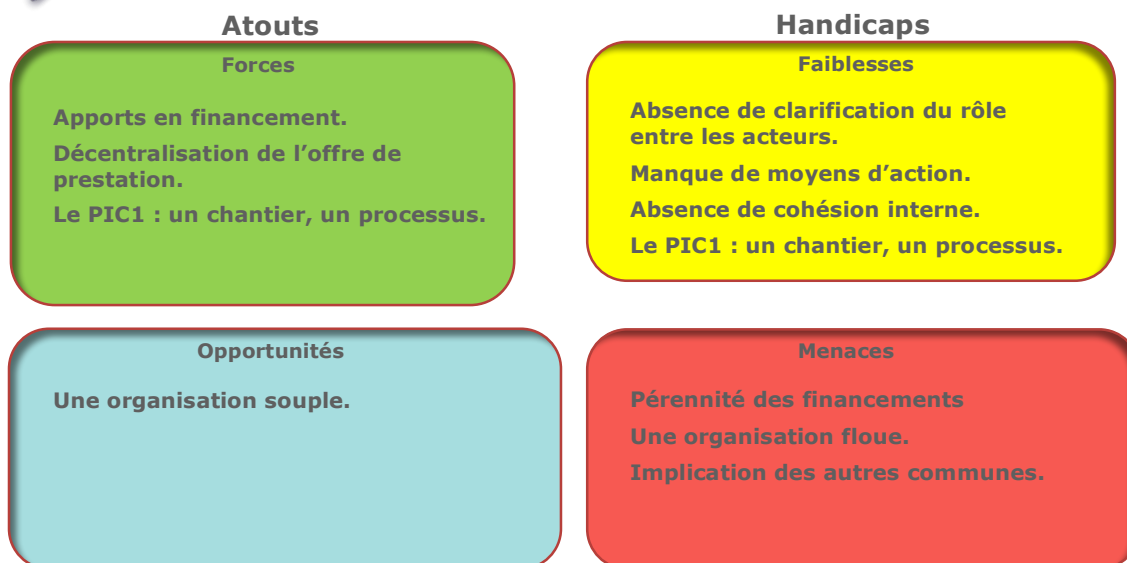 Atouts
Forces
Apports en financement.
Décentralisation de l’offre de
prestation.
Le PIC1 : un chantier, un processus.
Handicaps
Faiblesses
Absence de clarification du rôle
entre les acteurs.
Manque de moyens d’action.
Absence de cohésion interne.
Le PIC1 : un chantier, un processus.
Opportunités
Une organisation souple.
Menaces
Pérennité des financements
Une organisation floue.
Implication des autres communes.